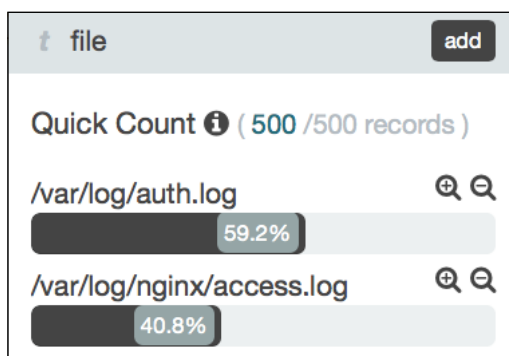 t file add
Quick Count i ( 500 /500 records )
/var/log/auth.log
59.2%
/var/log/nginx/access.log
40.8%